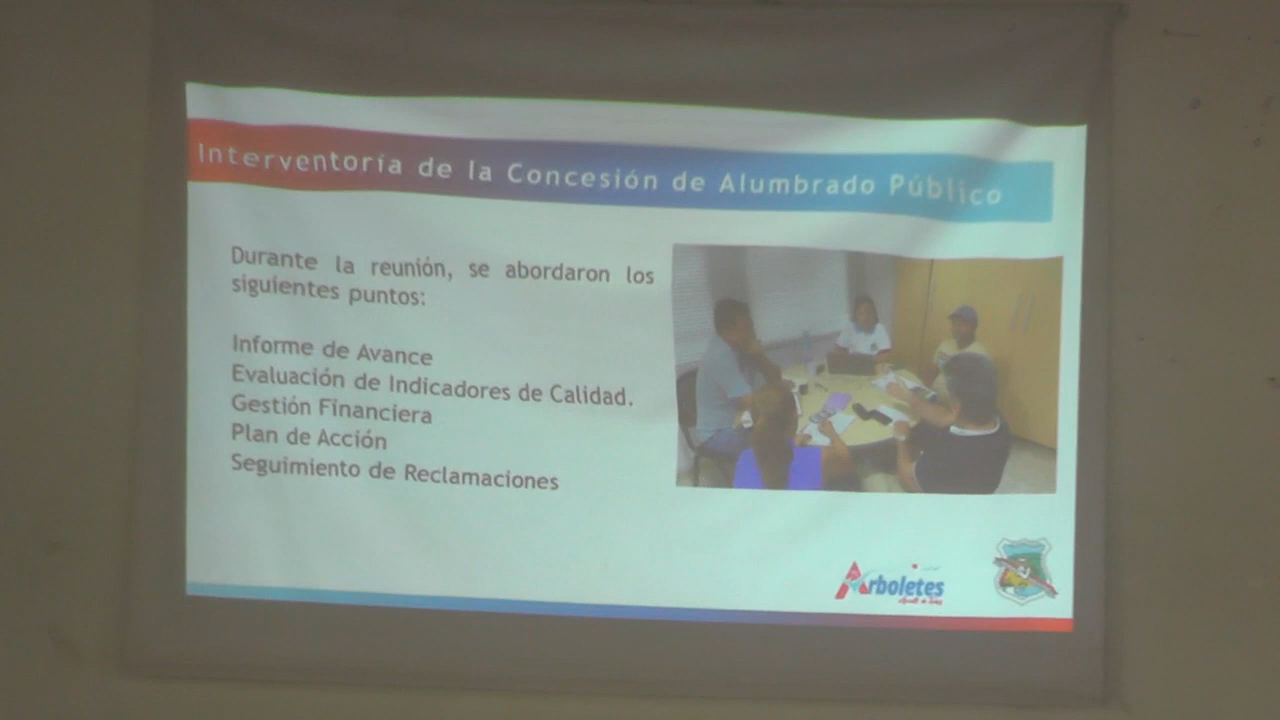 Interventoría de la Concesión de Alumbrado Público
Durante la reunión, se abordaron los
siguientes puntos:
Informe de Avance
Evaluación de Indicadores de Calidad.
Gestión Financiera
Plan de Acción
Seguimiento de Reclamaciones
Arboletes